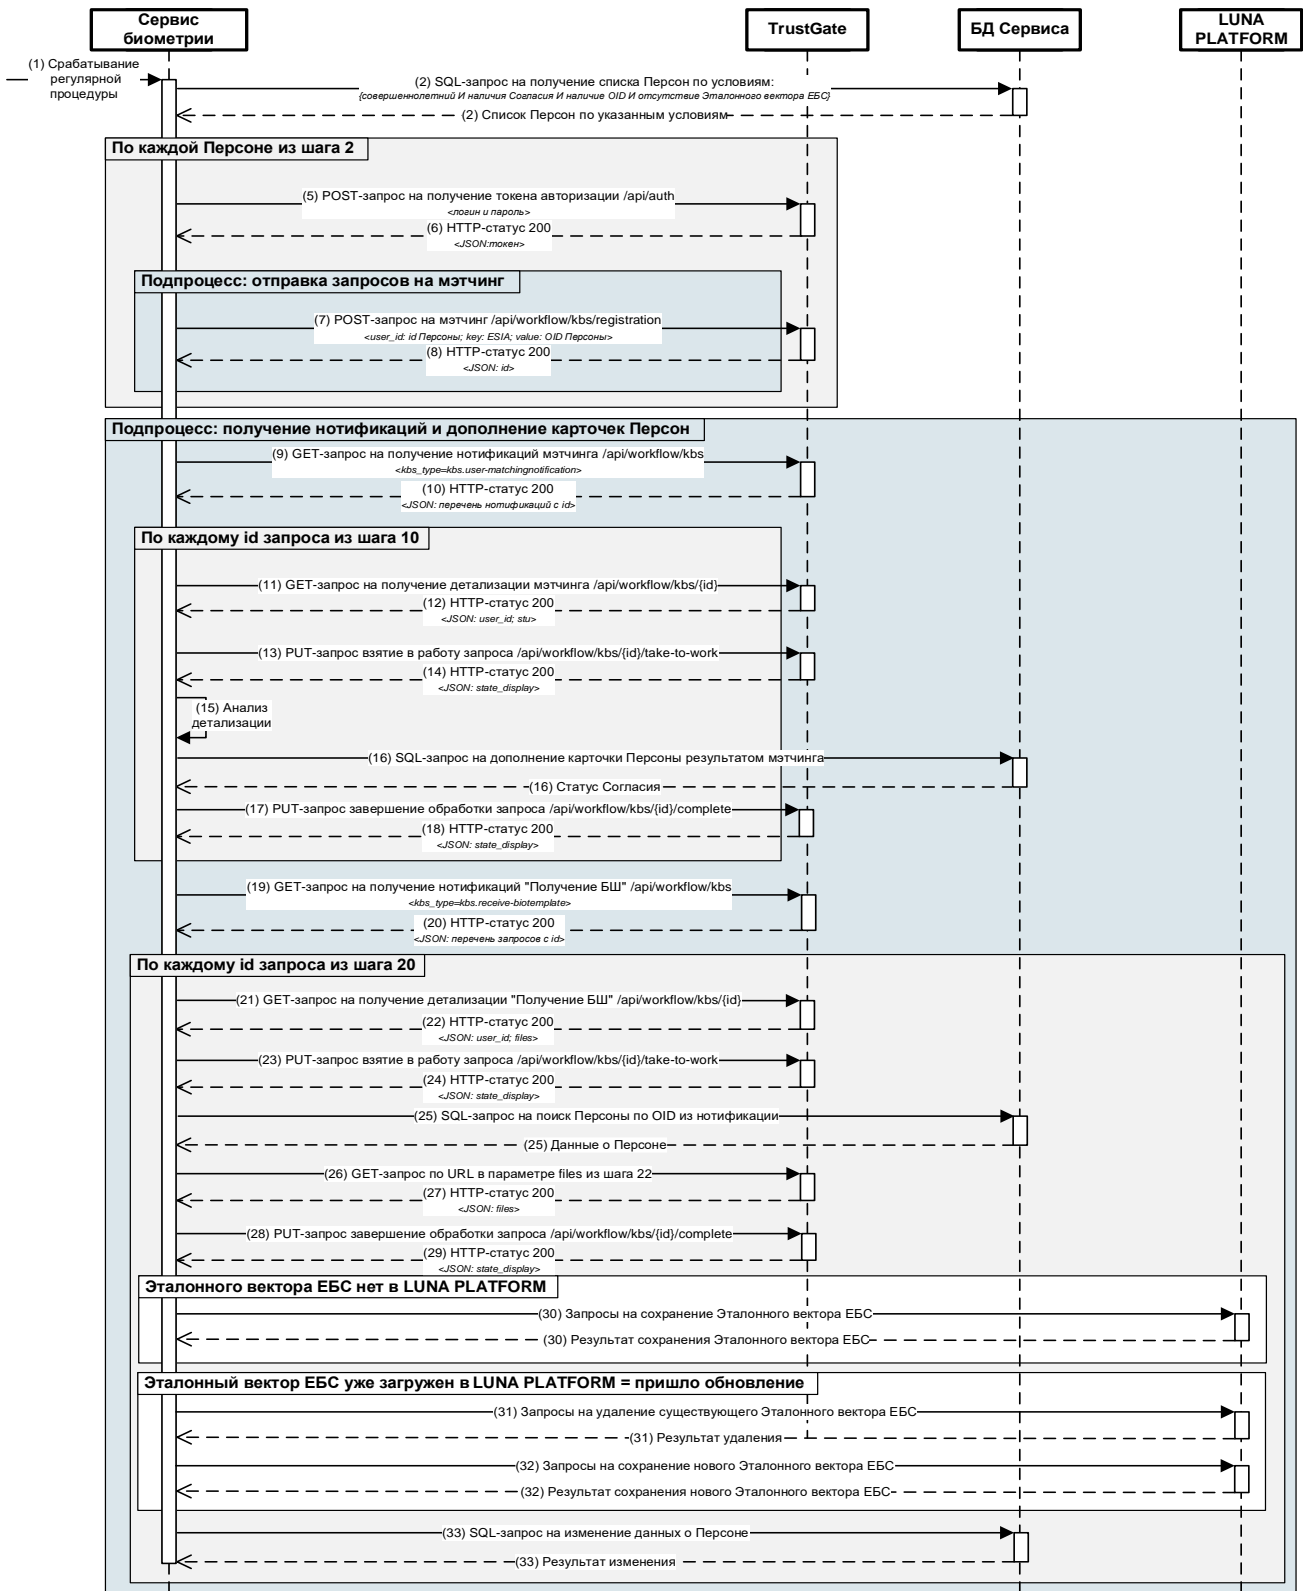 Сервис
биометрии
TrustGate
БД Сервиса
LUNA
PLATFORM
(1) Срабатывание
регулярной
процедуры
(2) SQL-запрос на получение списка Персон по условиям:
{совершеннолетний И наличия Согласия И наличие OID И отсутствие Эталонного вектора ЕБС}
(2) Список Персон по указанным условиям
По каждой Персоне из шага 2
(5) POST-запрос на получение токена авторизации /api/auth
<логин и пароль>
(6) HTTP-статус 200
<JSON:токен>
Подпроцесс: отправка запросов на мэтчинг
(7) POST-запрос на мэтчинг /api/workflow/kbs/registration
<user_id: id Персоны; key: ESIA; value: OID Персоны>
(8) HTTP-статус 200
<JSON: id>
Подпроцесс: получение нотификаций и дополнение карточек Персон
(9) GET-запрос на получение нотификаций мэтчинга /api/workflow/kbs
<kbs_type=kbs.user-matchingnotification>
(10) HTTP-статус 200
<JSON: перечень нотификаций с id>
По каждому id запроса из шага 10
(11) GET-запрос на получение детализации мэтчинга /api/workflow/kbs/{id}
(12) HTTP-статус 200
<JSON: user_id; stu>
(13) PUT-запрос взятие в работу запроса /api/workflow/kbs/{id}/take-to-work
(14) HTTP-статус 200
<JSON: state_display>
(15) Анализ
детализации
(16) SQL-запрос на дополнение карточки Персоны результатом мэтчинга
(16) Статус Согласия
(17) PUT-запрос завершение обработки запроса /api/workflow/kbs/{id}/complete
(18) HTTP-статус 200
<JSON: state_display>
(19) GET-запрос на получение нотификаций "Получение БШ" /api/workflow/kbs
<kbs_type=kbs.receive-biotemplate>
(20) HTTP-статус 200
<JSON: перечень запросов с id>
По каждому id запроса из шага 20
(21) GET-запрос на получение детализации "Получение БШ" /api/workflow/kbs/{id}
(22) HTTP-статус 200
<JSON: user_id; files>
(23) PUT-запрос взятие в работу запроса /api/workflow/kbs/{id}/take-to-work
(24) HTTP-статус 200
<JSON: state_display>
(25) SQL-запрос на поиск Персоны по OID из нотификации
(25) Данные о Персоне
(26) GET-запрос по URL в параметре files из шага 22
(27) HTTP-статус 200
<JSON: files>
(28) PUT-запрос завершение обработки запроса /api/workflow/kbs/{id}/complete
(29) HTTP-статус 200
<JSON: state_display>
Эталонного вектора ЕБС нет в LUNA PLATFORM
(30) Запросы на сохранение Эталонного вектора ЕБС
(30) Результат сохранения Эталонного вектора ЕБС
Эталонный вектор ЕБС уже загружен в LUNA PLATFORM = пришло обновление
(31) Запросы на удаление существующего Эталонного вектора ЕБС
(31) Результат удаления
(32) Запросы на сохранение нового Эталонного вектора ЕБС
(32) Результат сохранения нового Эталонного вектора ЕБС
(33) SQL-запрос на изменение данных о Персоне
(33) Результат изменения